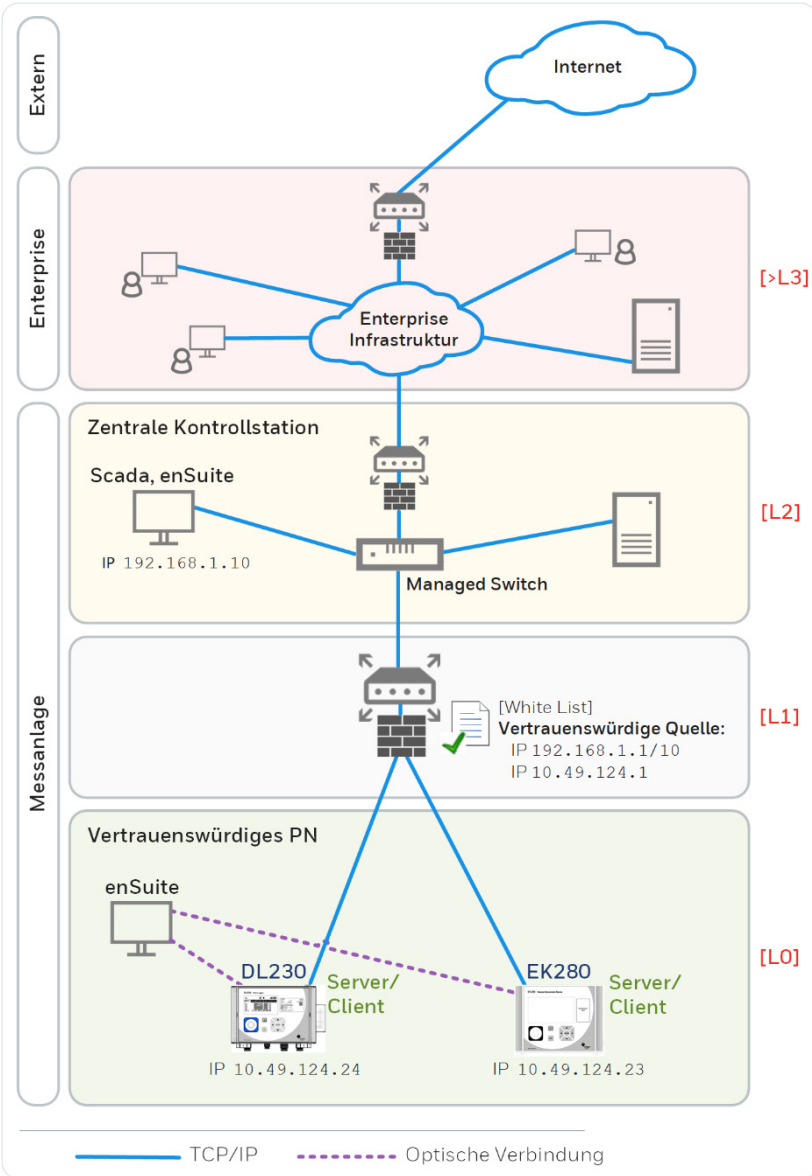 Extern
Internet
Enterprise
Enterprise
Infrastruktur
[>L3]
Messanlage
Zentrale Kontrollstation
Scada, enSuite
IP 192.168.1.10
Managed Switch
[L2]
[White List]
Vertrauenswürdige Quelle:
IP 192.168.1.1/10
IP 10.49.124.1
[L1]
Vertrauenswürdiges PN
enSuite
DL230
Server/
Client
IP 10.49.124.24
EK280
Server/
Client
IP 10.49.124.23
[L0]
TCP/IP
Optische Verbindung